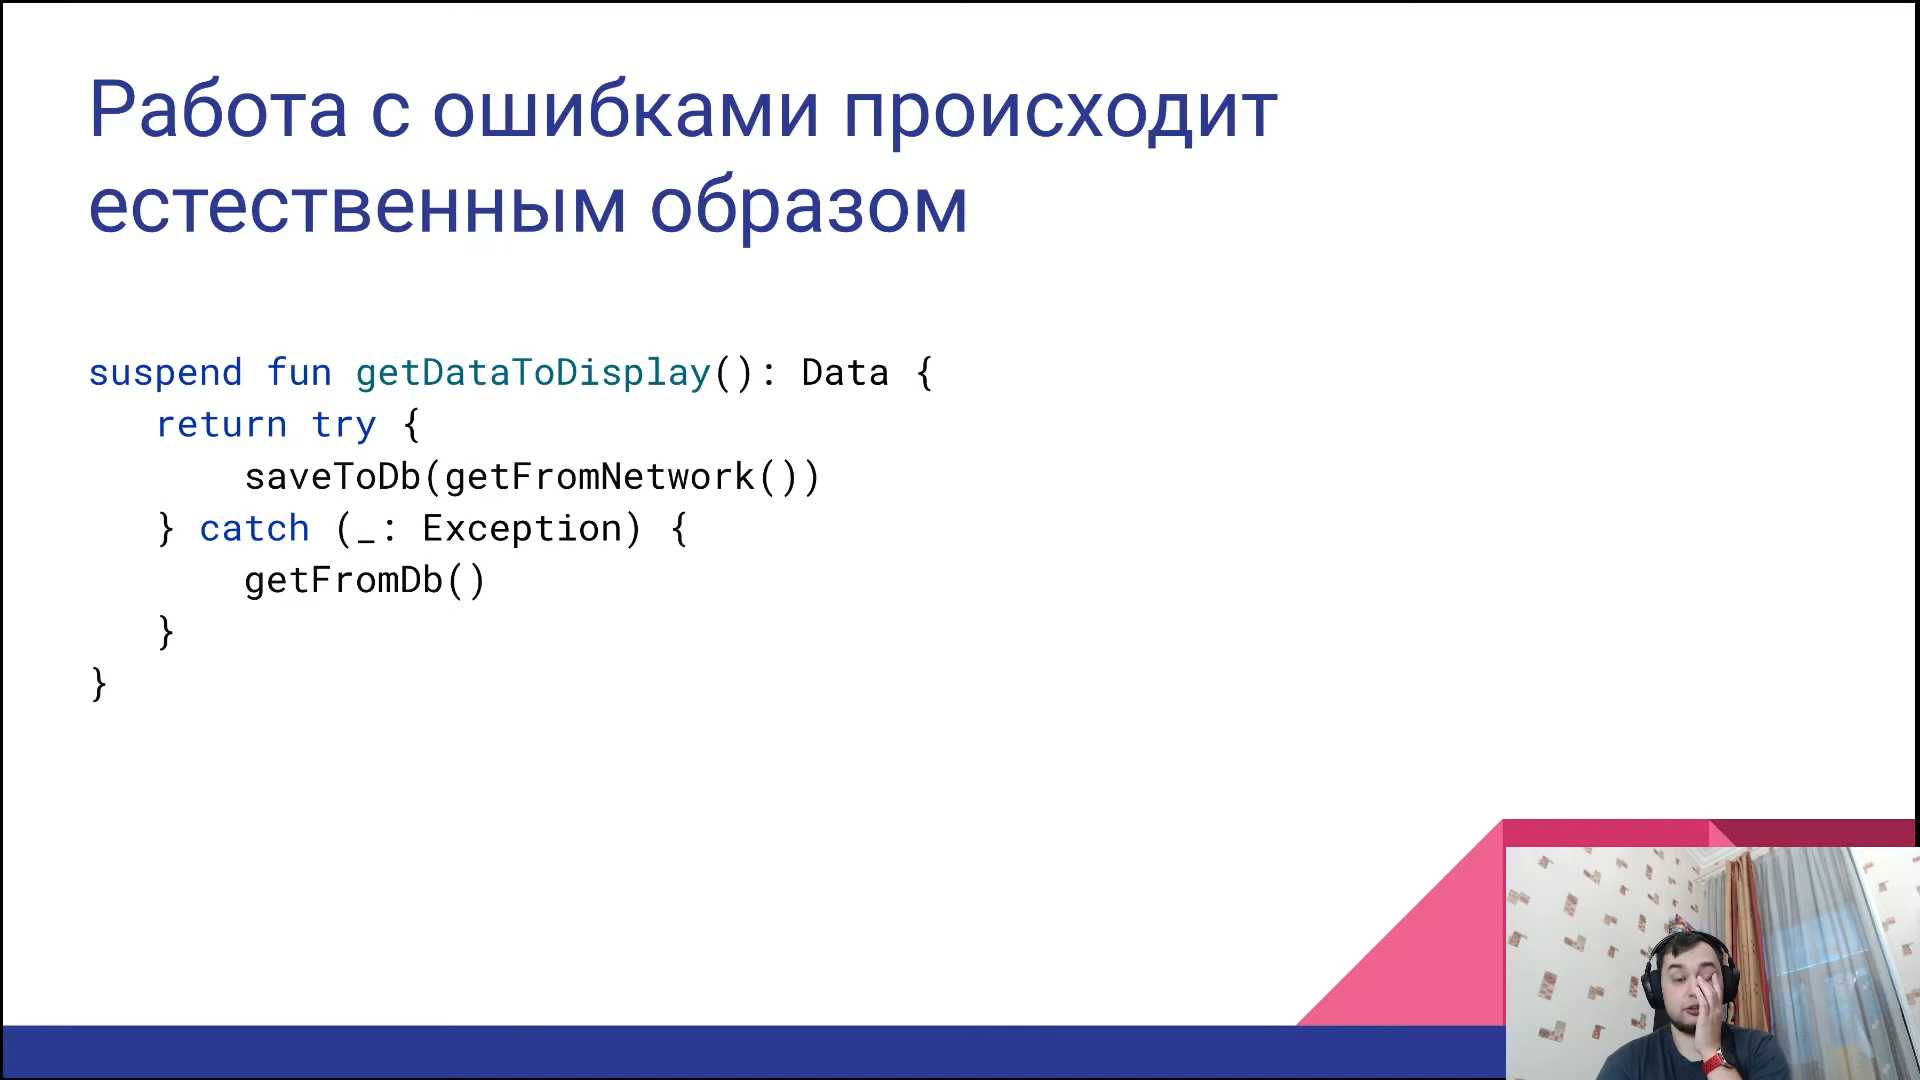 Работа с ошибками происходит
естественным образом
suspend fun getDataToDisplay(): Data {
   return try {
       saveToDb(getFromNetwork())
   } catch (_: Exception) {
       getFromDb()
   }
}